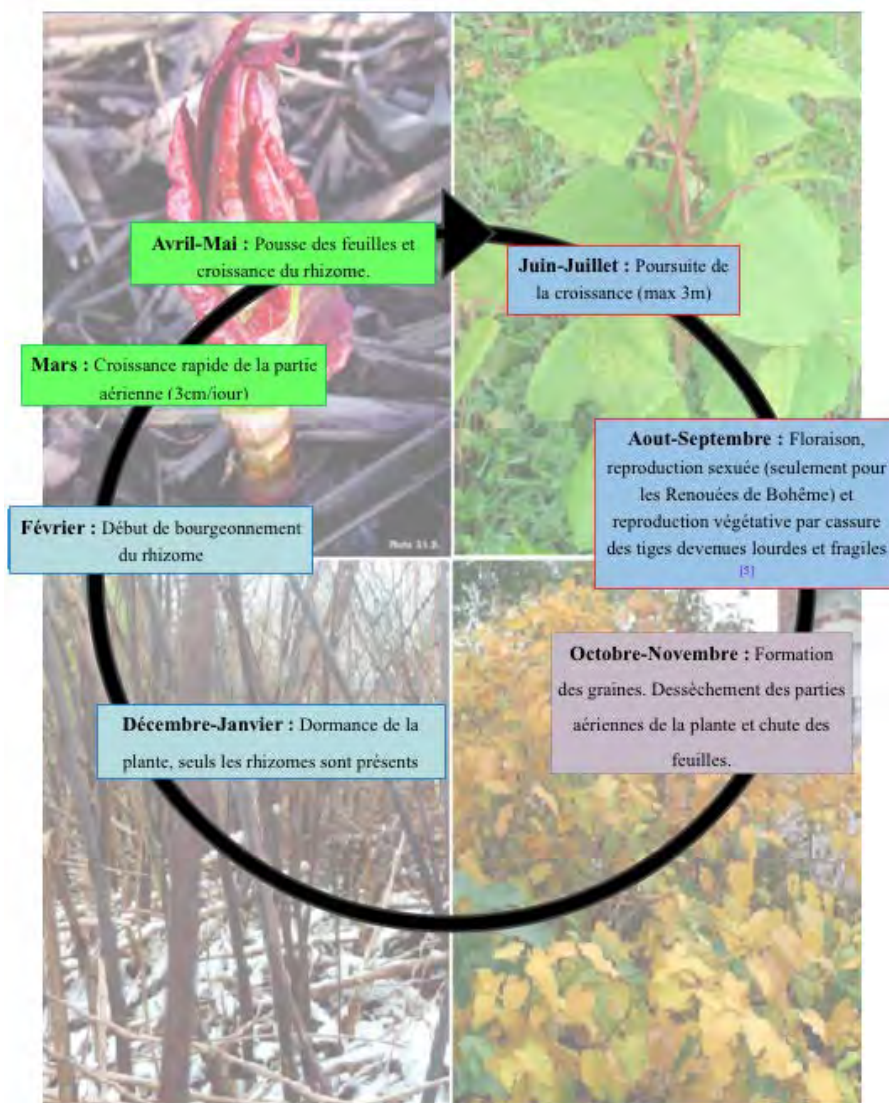 Avril-Mai : Pousse des feuilles et
croissance du rhizome.
Juin-Juillet : Poursuite de
la croissance (max 3m)
Mars : Croissance rapide de la partie
aérienne (3cm/jour)
Aout-Septembre : Floraison,
reproduction sexuée (seulement pour
les Renouées de Bohême) et
reproduction végétative par cassure
des tiges devenues lourdes et fragiles
[5]
Février : Début de bourgeonnement
du rhizome
Octobre-Novembre : Formation
des graines. Dessèchement des parties
aériennes de la plante et chute des
feuilles.
Décembre-Janvier : Dormance de la
plante, seuls les rhizomes sont présents